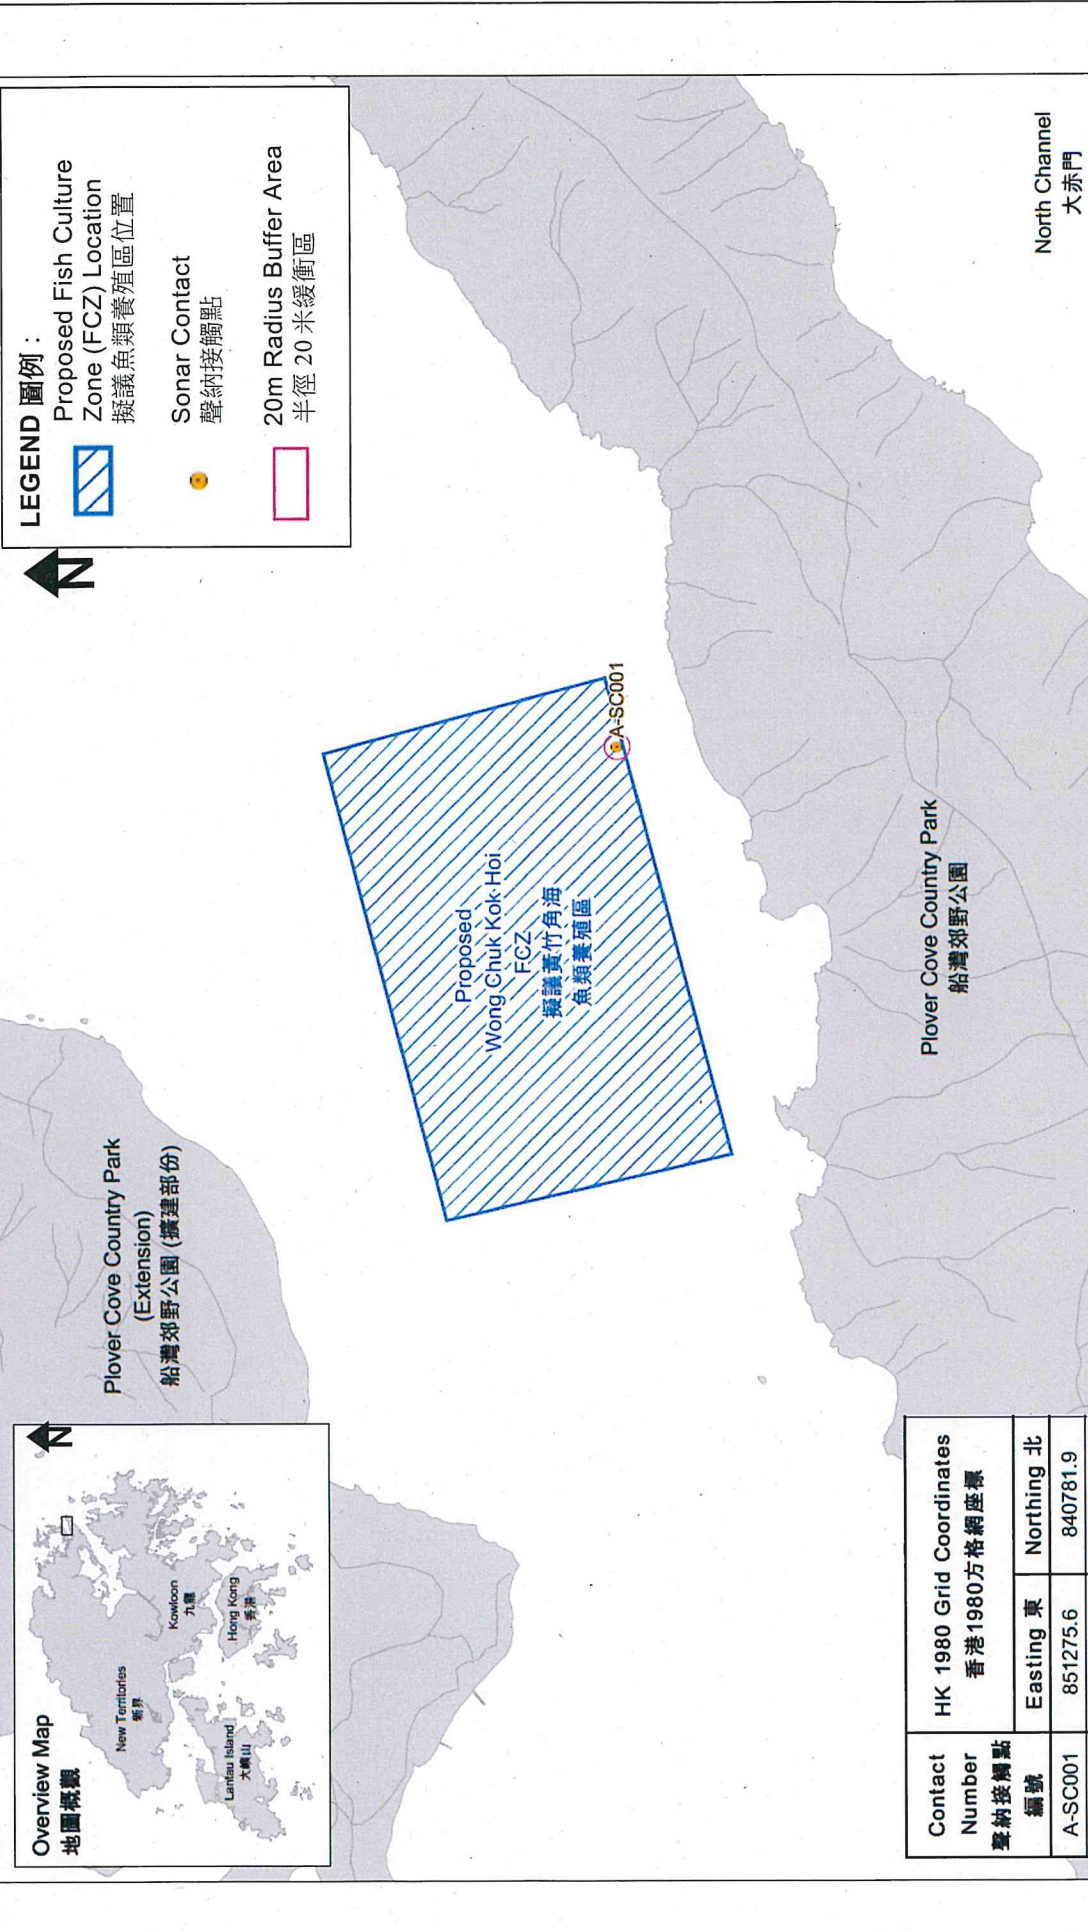 Overview Map
地圖概觀
N
New Territories
新界
Kowloon
九龍
Lantau Island
大嶼山
Hong Kong
香港
Plover Cove Country Park
(Extension)
船灣郊野公園 (擴建部份)
N
LEGEND 圖例：
Proposed Fish Culture
Zone (FCZ) Location
擬議魚類養殖區位置
Sonar Contact
聲納接觸點
20m Radius Buffer Area
半徑 20 米緩衝區
Proposed
Wong Chuk Kok Hoi
FCZ
擬議黃竹角海
魚類養殖區
A-SC001
Plover Cove Country Park
船灣郊野公園
North Channel
大赤門
Contact
Number
聲納接觸點
編號
HK 1980 Grid Coordinates
香港1980方格網座標
Easting 東
Northing 北
A-SC001
851275.6
840781.9